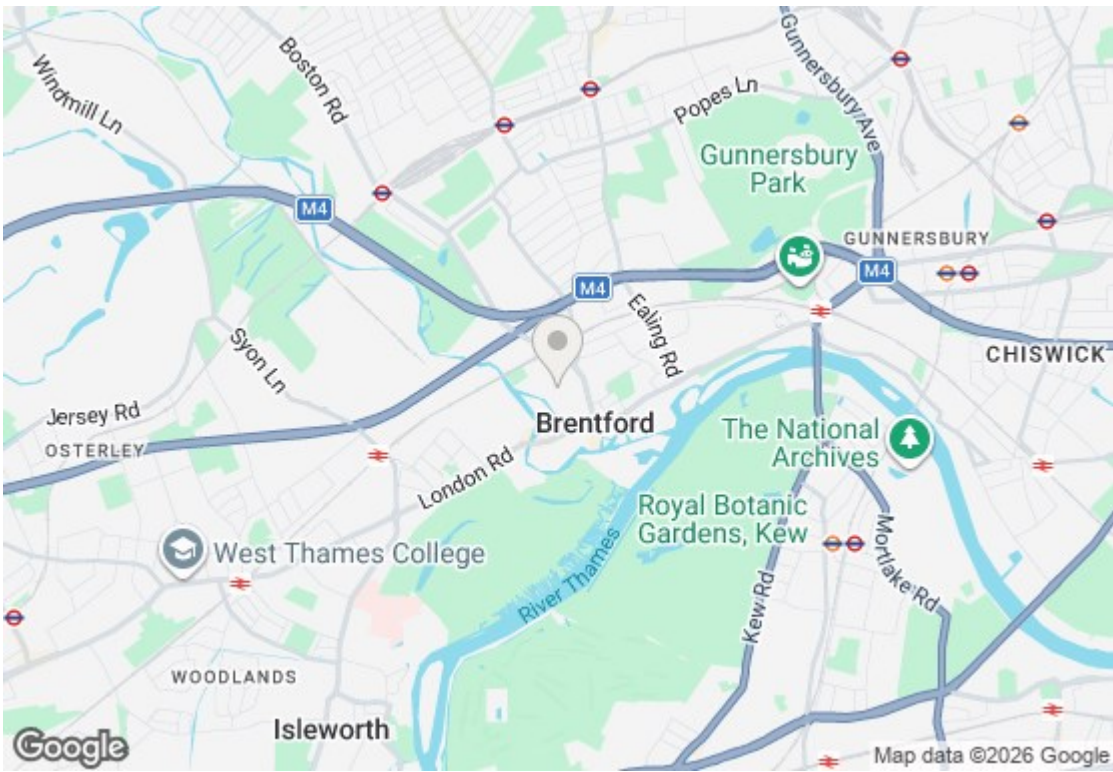 Windmill Ln
Boston Rd
Popes Ln
Gunnersbury Ave
Gunnersbury
Park
M4
GUNNERSBURY
M4
M4
Ealing Rd
Syon Ln
CHISWICK
Jersey Rd
OSTERLEY
Brentford
The National
Archives
London Rd
Royal Botanic
Gardens, Kew
West Thames College
River Thames
Kew Rd
Mortlake Rd
WOODLANDS
Isleworth
Google
Map data ©2026 Google